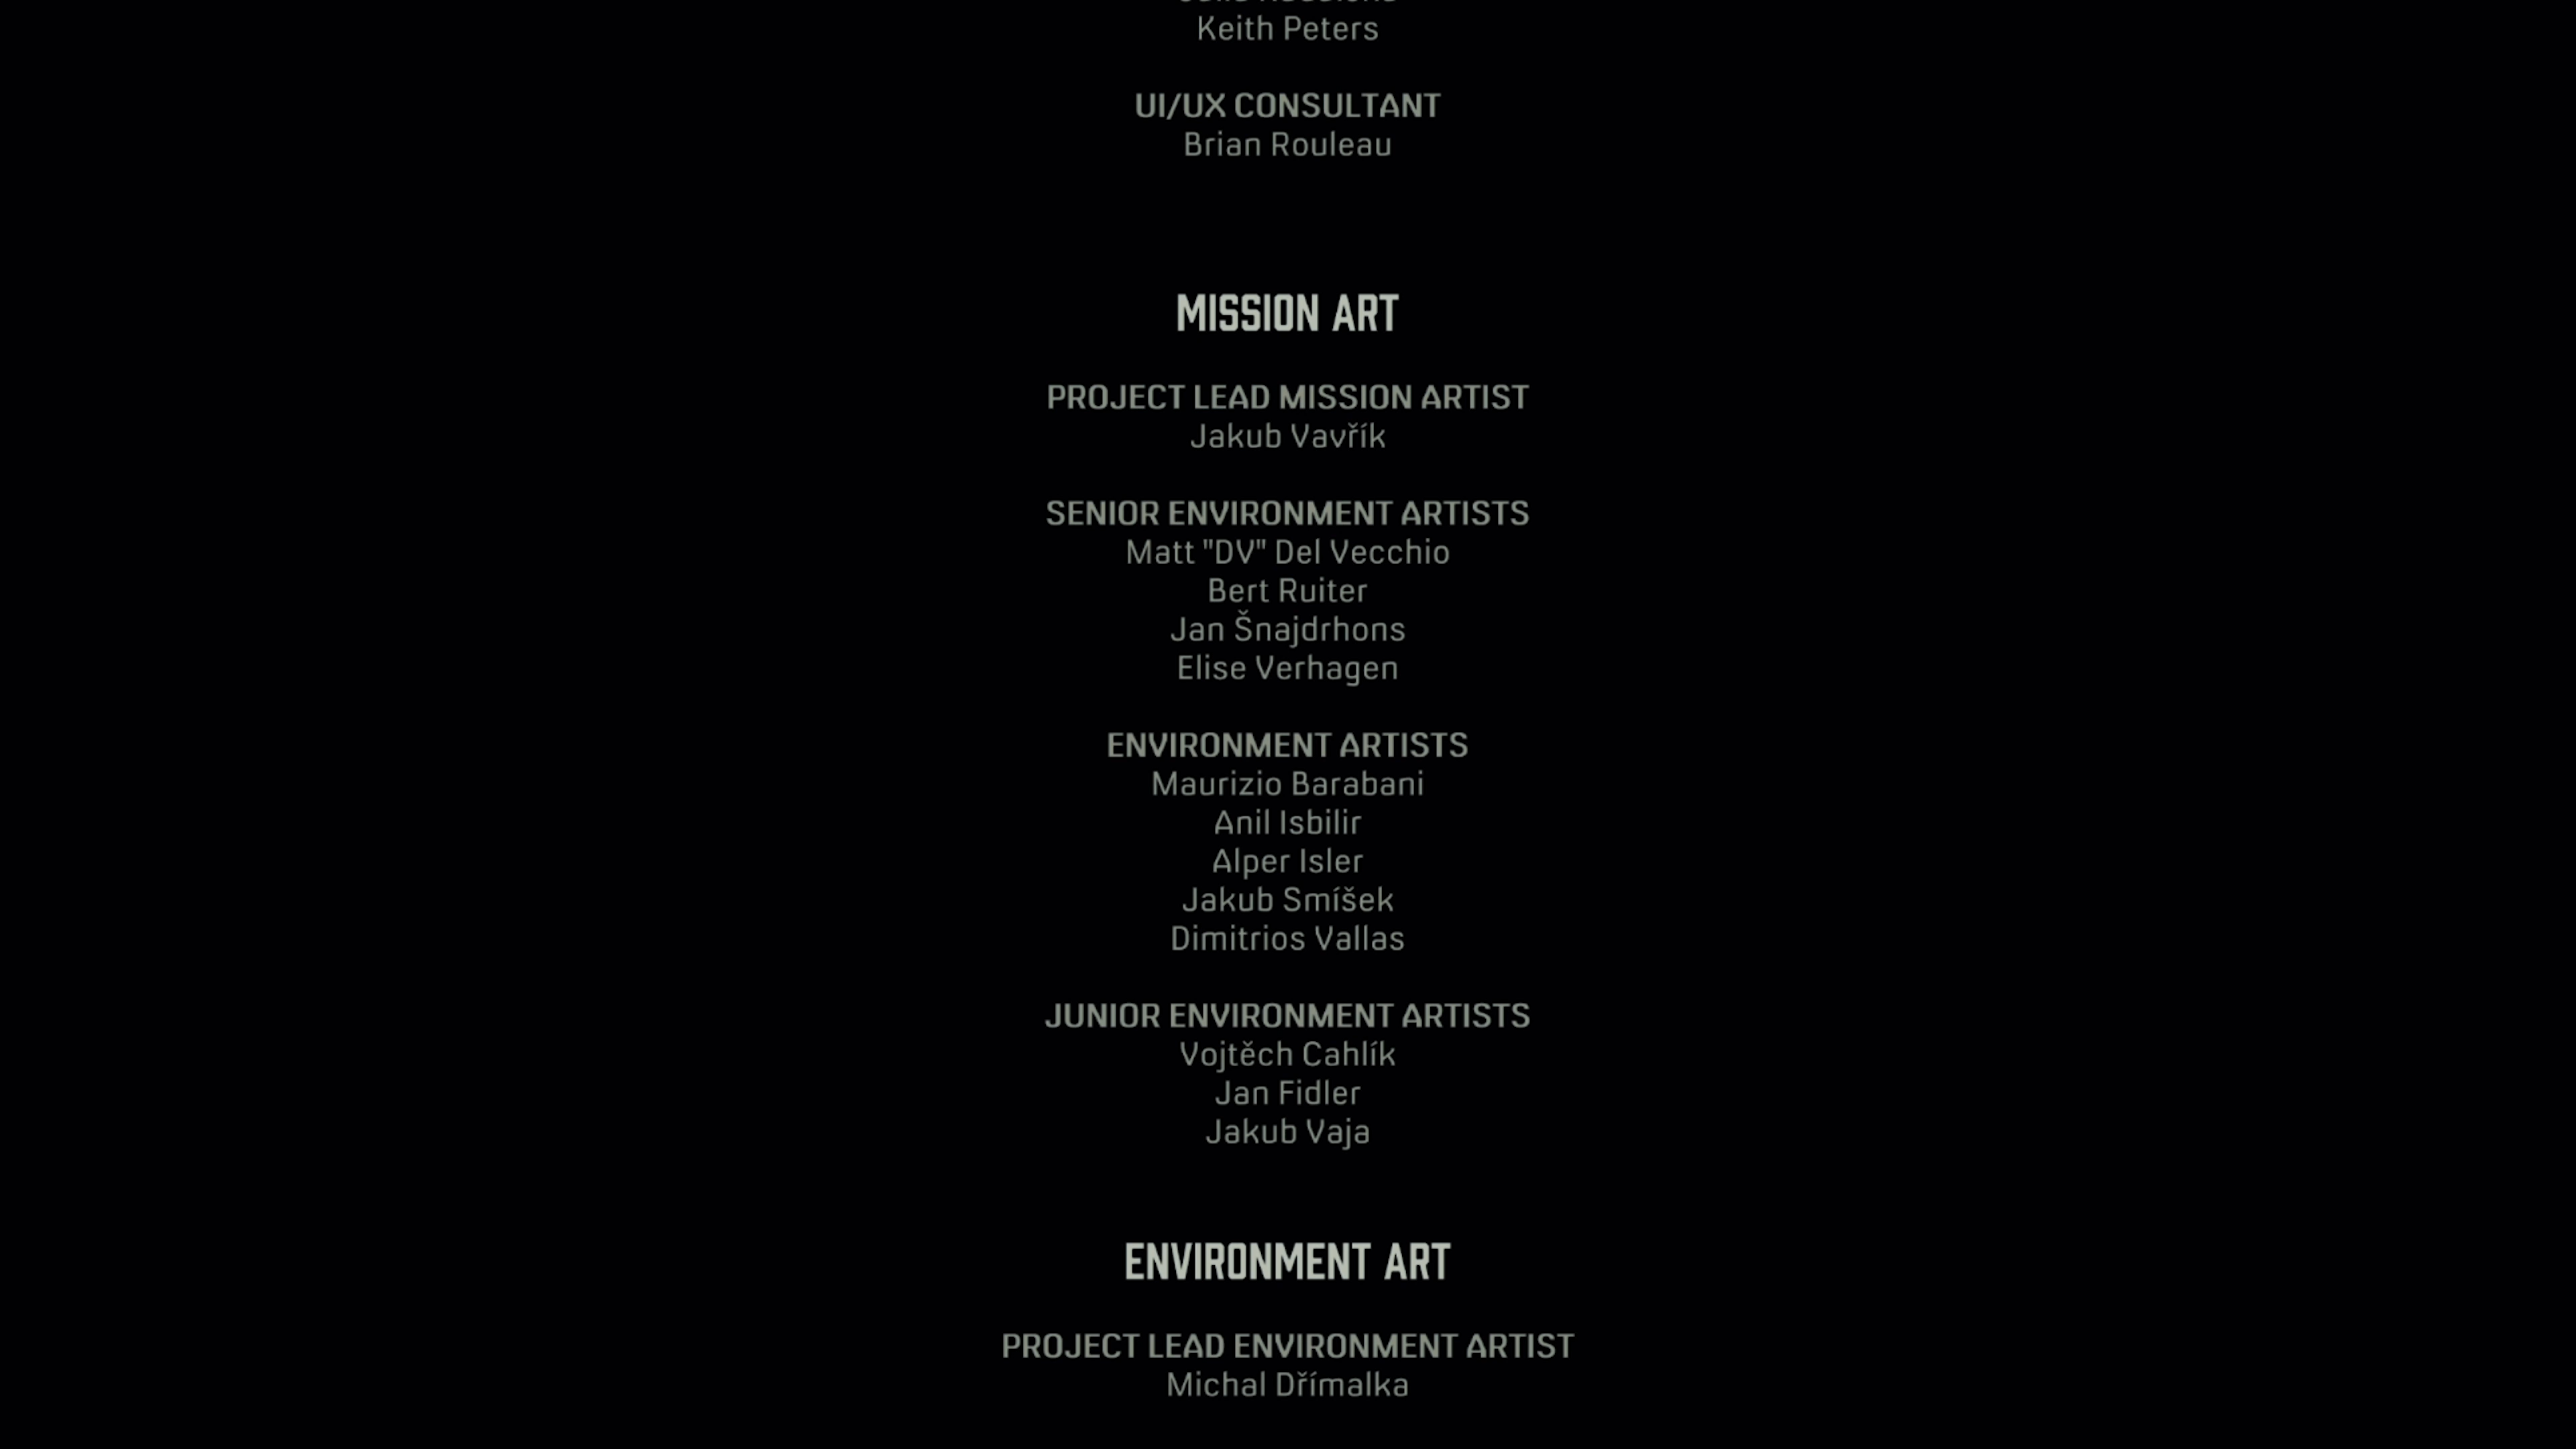 Keith Peters
UI/UX CONSULTANT
Brian Rouleau
MISSION ART
PROJECT LEAD MISSION ARTIST
Jakub Vavřík
SENIOR ENVIRONMENT ARTISTS
Matt "DV" Del Vecchio
Bert Ruiter
Jan Šnajdrhons
Elise Verhagen
ENVIRONMENT ARTISTS
Maurizio Barabani
Anil Isbilir
Alper Isler
Jakub Smíšek
Dimitrios Vallas
JUNIOR ENVIRONMENT ARTISTS
Vojtěch Cahlík
Jan Fidler
Jakub Vaja
ENVIRONMENT ART
PROJECT LEAD ENVIRONMENT ARTIST
Michal Dřímalka